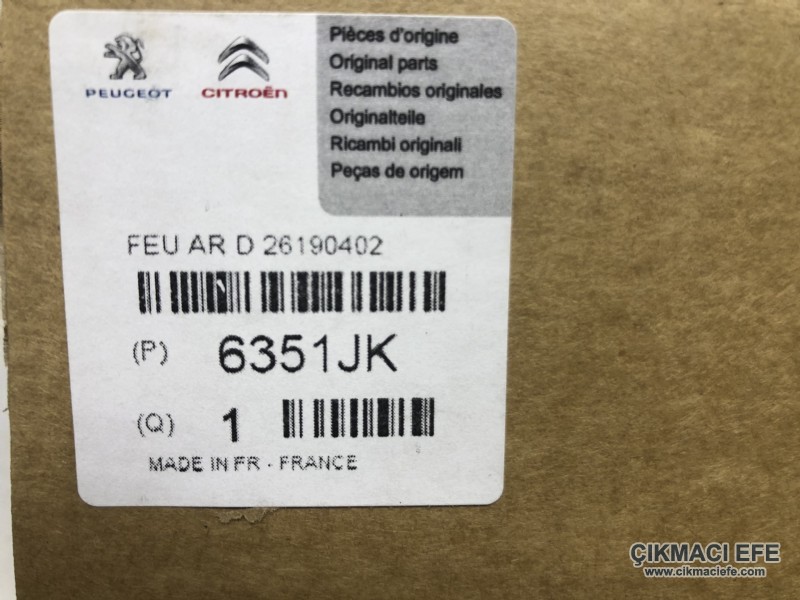 PEUGEOT
CITROËN
Pièces d'origine
Original parts
Recambios originales
Originalteile
Ricambi originali
Peças de origem
FEU AR D 26190402
(P) 6351JK
(Q) 1
MADE IN FR - FRANCE
ÇIKMACI EFE
www.cikmaciefe.com